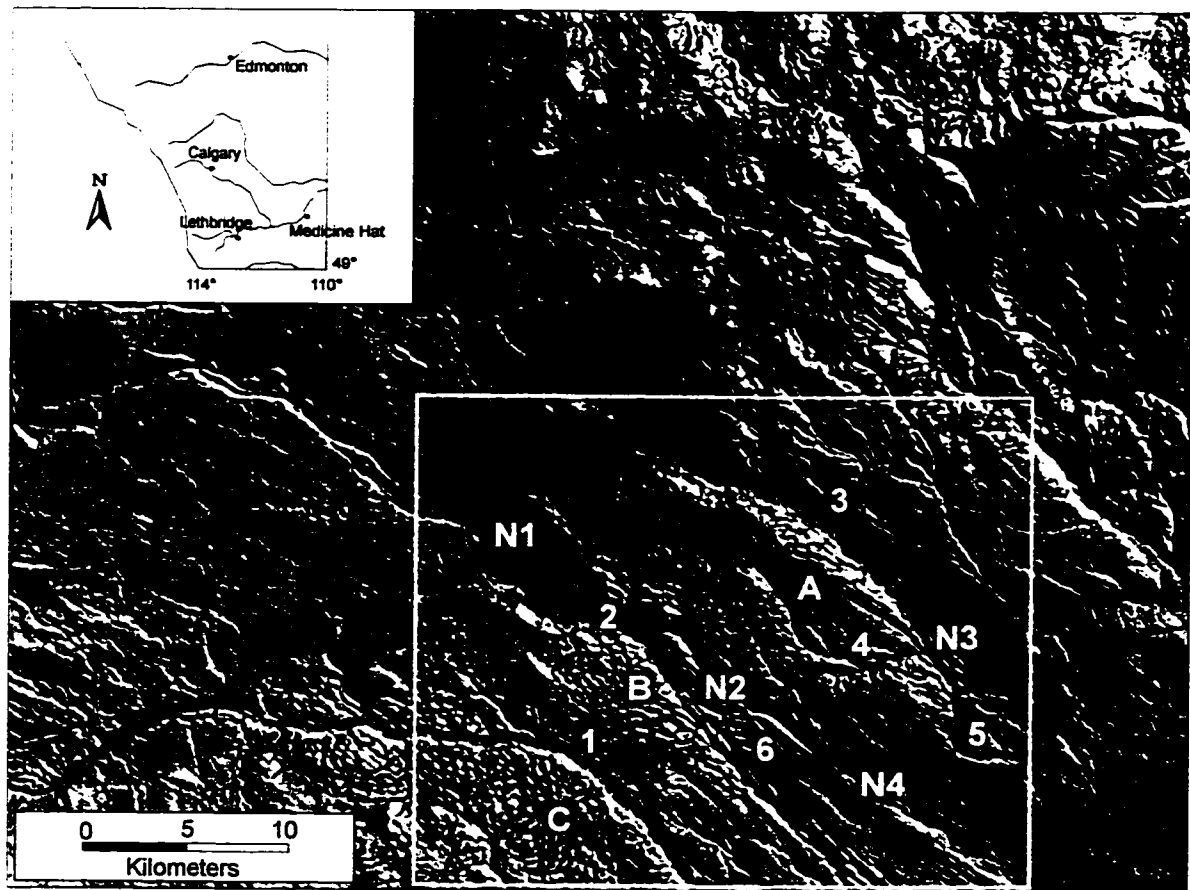 Edmonton
Calgary
N
Lethbridge
Medicine Hat
49°
114°
110°
3
N1
A
2
4
N3
B
N2
1
5
6
N4
C
0
5
10
Kilometers